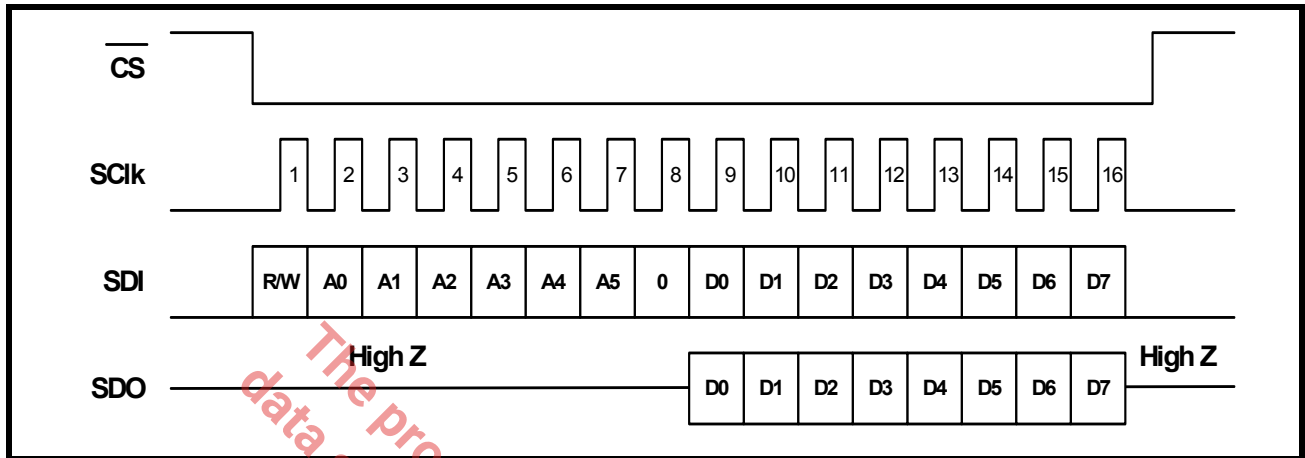 CS
SClk 1 2 3 4 5 6 7 8 9 10 11 12 13 14 15 16
SDI R/W A0 A1 A2 A3 A4 A5 0 D0 D1 D2 D3 D4 D5 D6 D7
High Z High Z
SDO D0 D1 D2 D3 D4 D5 D6 D7
The pro
data